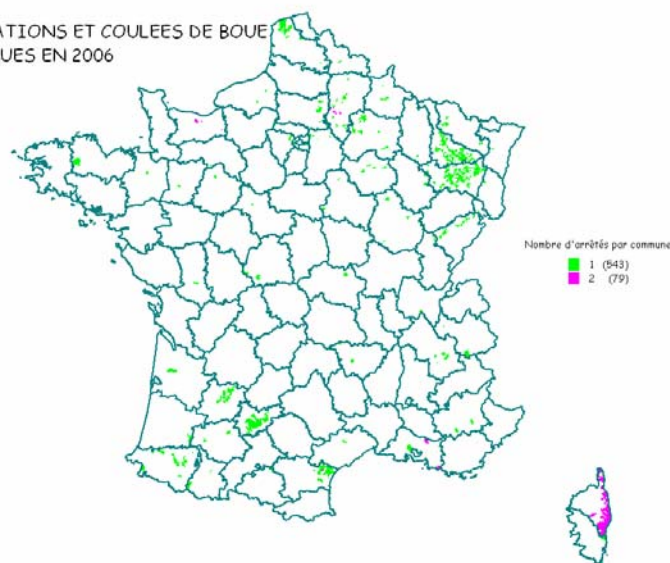 ATIONS ET COULEES DE BOUE
UES EN 2006
Nombre d'arrêtés par commune
1 (543)
2 (79)